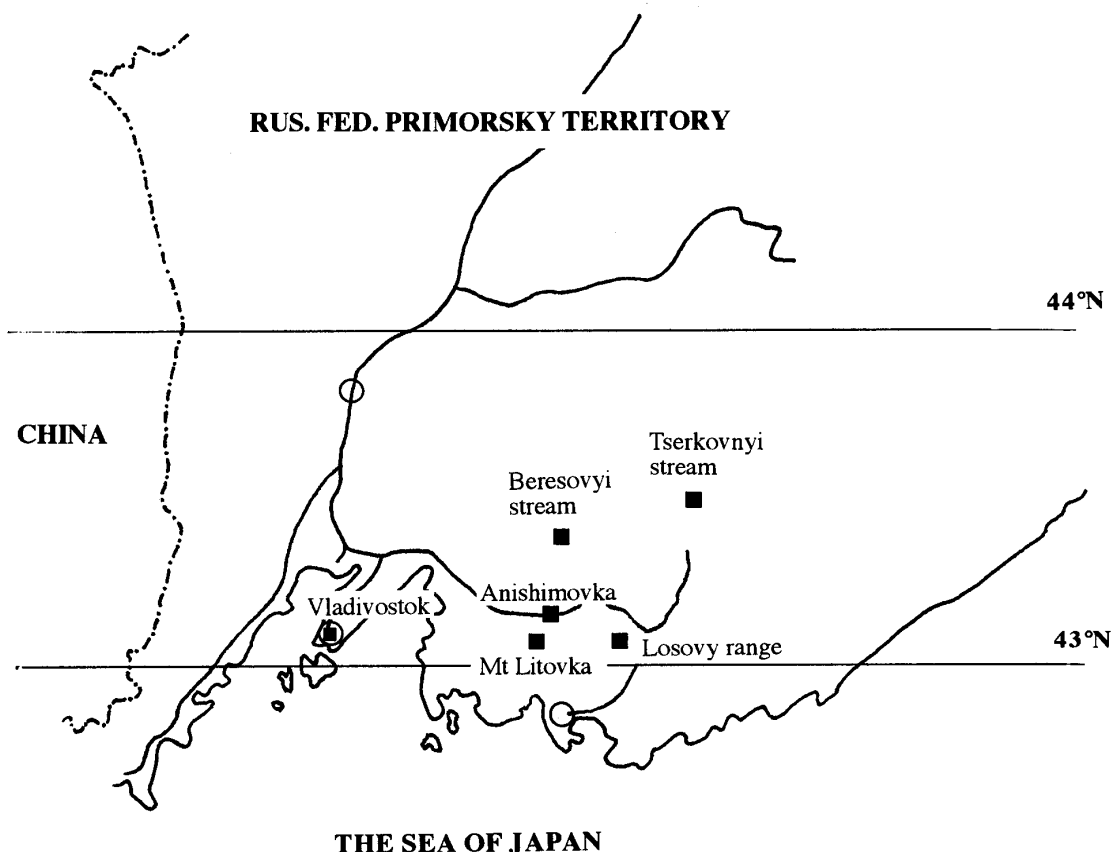 RUS. FED. PRIMORSKY TERRITORY
44°N
CHINA
Tserkovnyi
stream
Beresovyi
stream
Anishimovka
Vladivostok
43°N
Losovy range
Mt Litovka
THE SEA OF JAPAN